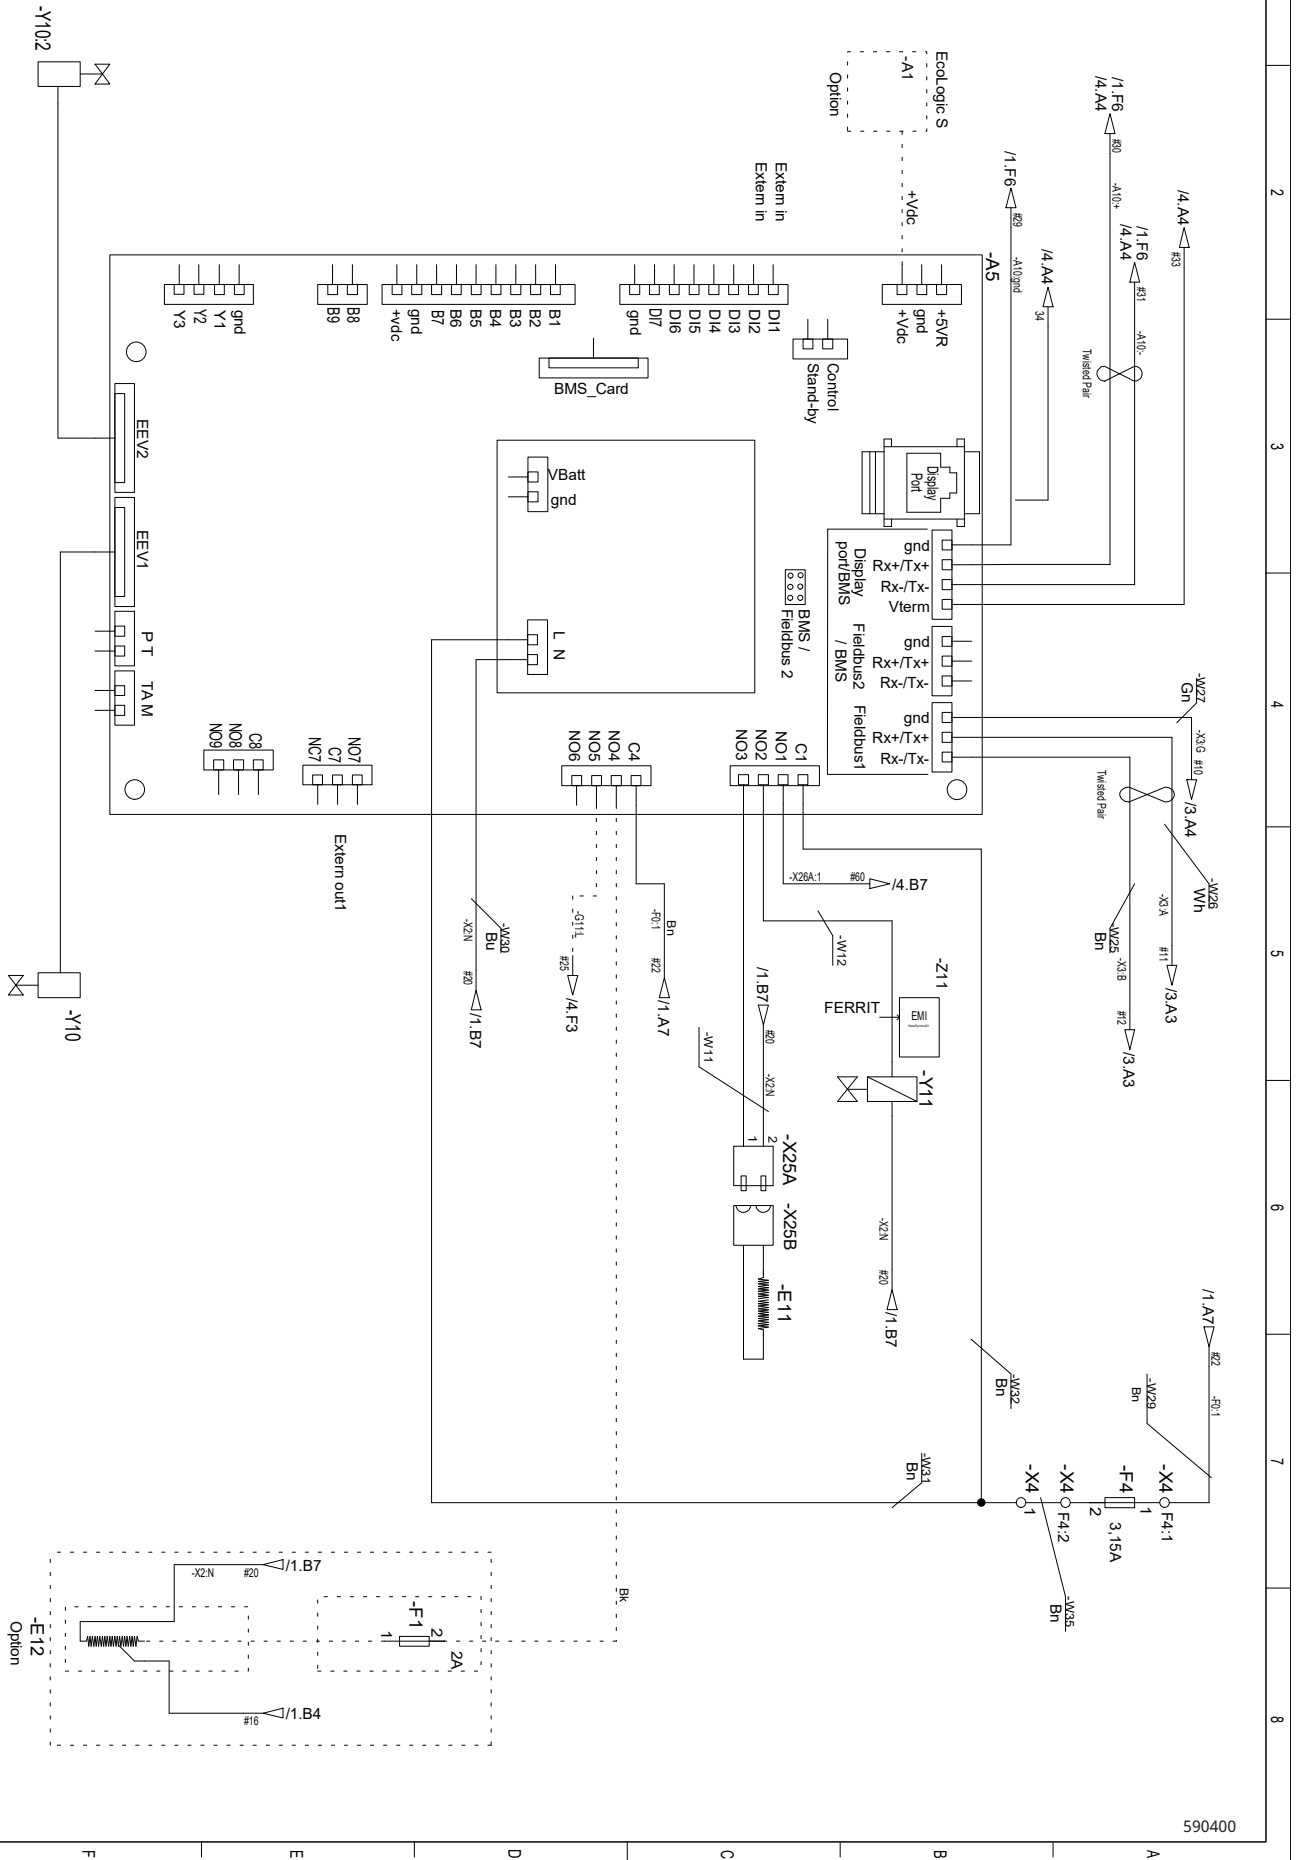 2
3
4
5
6
7
8
A
B
C
D
E
F
590400
-Y10:2
EcoLogic S
-A1
Option
+Vdc
Extern in
Extern in
/1.F6
/4.A4
#30
-A10:+
/1.F6
/4.A4
#31
-A10:-
/4.A4
#33
/1.F6
#29
-A10:gnd
/4.A4
34
Twisted Pair
-A5
+5VR
gnd
+Vdc
Control
Stand-by
DI1
DI2
DI3
DI4
DI5
DI6
DI7
gnd
B1
B2
B3
B4
B5
B6
B7
gnd
+vdc
B8
B9
gnd
Y1
Y2
Y3
BMS_Card
Display
Port
VBatt
gnd
L
N
EEV2
EEV1
P T
TA M
gnd
Rx+/Tx+
Rx-/Tx-
Vterm
Display
port/BMS
gnd
Rx+/Tx+
Rx-/Tx-
Fieldbus2
/ BMS
gnd
Rx+/Tx+
Rx-/Tx-
Fieldbus1
BMS /
Fieldbus 2
C1
NO1
NO2
NO3
C4
NO4
NO5
NO6
NO7
C7
NC7
C8
NO8
NO9
Extern out1
-W27
Gn
-X3:G
#10
/3.A4
Twisted Pair
-W26
Wh
-X3:A
#11
/3.A3
-W25
Bn
-X3:B
#12
/3.A3
-X26A:1
#60
/4.B7
-W12
-Z11
EMI
FERRIT
-Y11
-X2:N
#20
/1.B7
/1.B7
#20
-X2:N
-W11
1
2
-X25A
-X25B
-E11
Bn
-F0:1
#22
/1.A7
-G11:L
#25
/4.F3
-W30
Bu
-X2:N
#20
/1.B7
-Y10
/1.A7
#22
-F0:1
-W29
Bn
-W32
Bn
-W31
Bn
-X4
F4:1
-F4
1
2
3,15A
-X4
F4:2
-X4
1
-W35
Bn
Bk
-F1
1
2
2A
/1.B7
#20
-X2:N
/1.B4
#16
-E12
Option